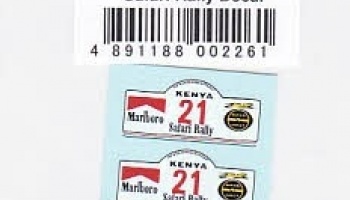 Safari Rally Decal
4 891188 002261
KENYA
Marlboro 21
Safari Rally
KENYA
Marlboro 21
Safari Rally